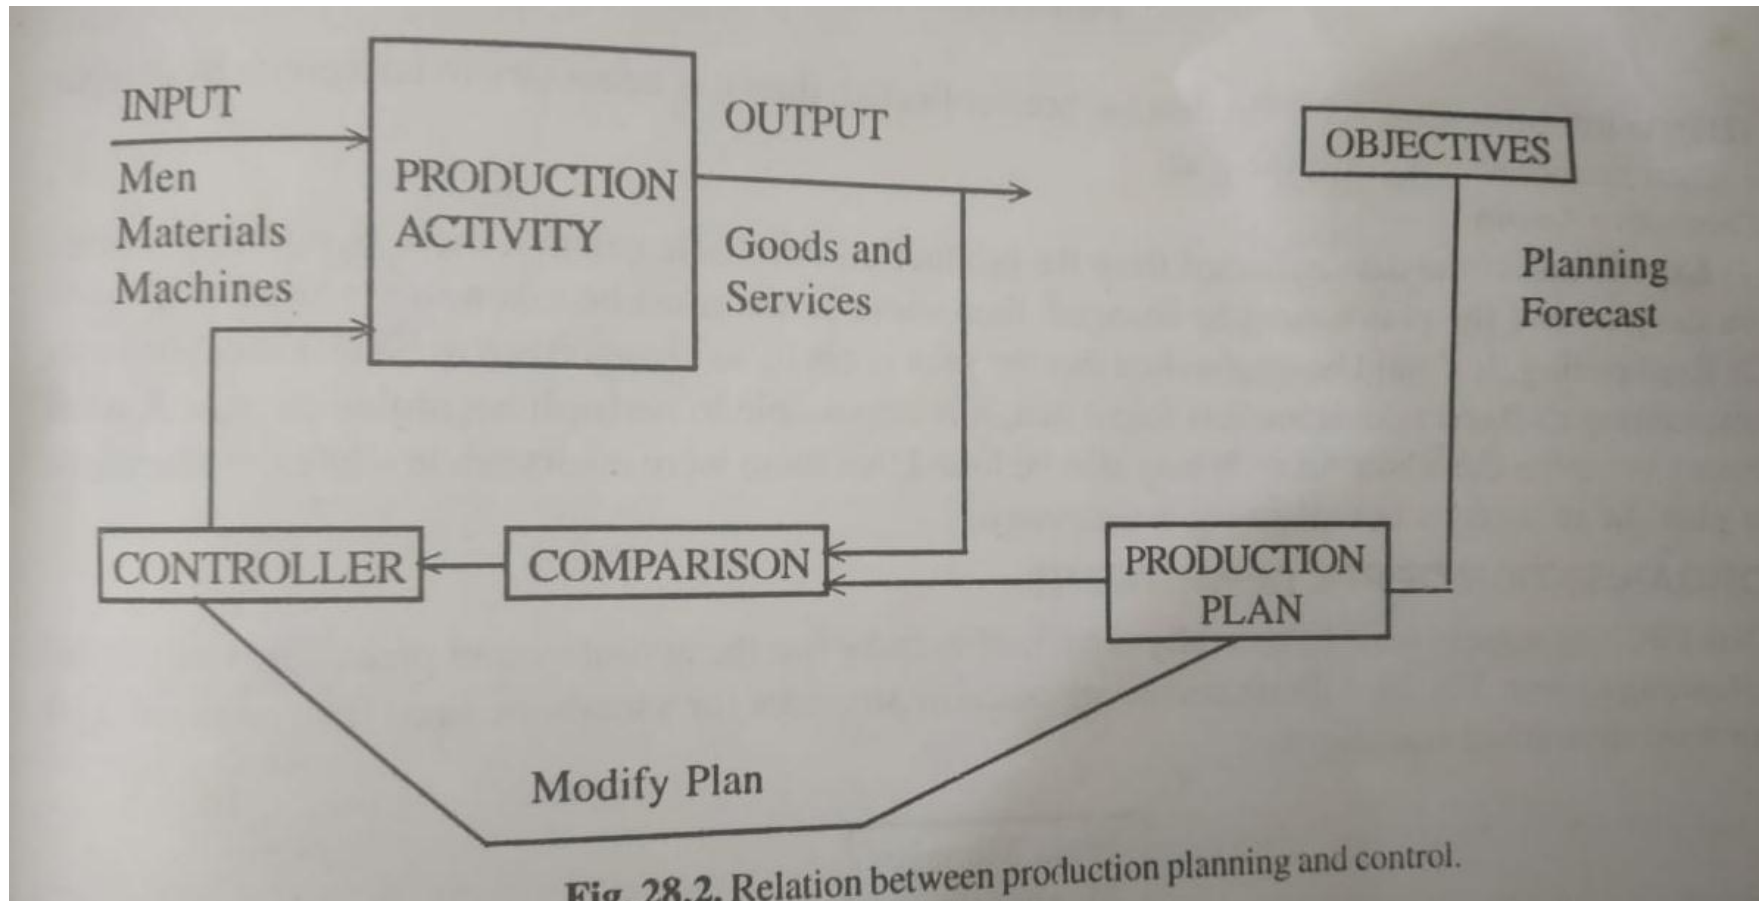 INPUT
Men
Materials
Machines
PRODUCTION
ACTIVITY
OUTPUT
Goods and
Services
OBJECTIVES
Planning
Forecast
CONTROLLER
COMPARISON
PRODUCTION
PLAN
Modify Plan
Fig. 28.2. Relation between production planning and control.